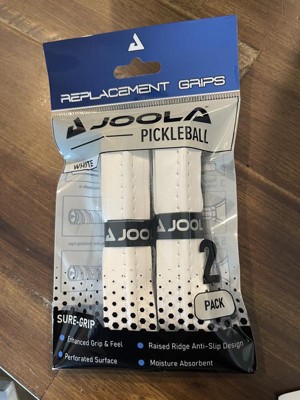 REPLACEMENT GRIPS
JOOLA
PICKLEBALL
WHITE
JOOLA
JOOL
2
PACK
SURE-GRIP
Enhanced Grip & Feel
Raised Ridge Anti-Slip Design
Perforated Surface
Moisture Absorbent